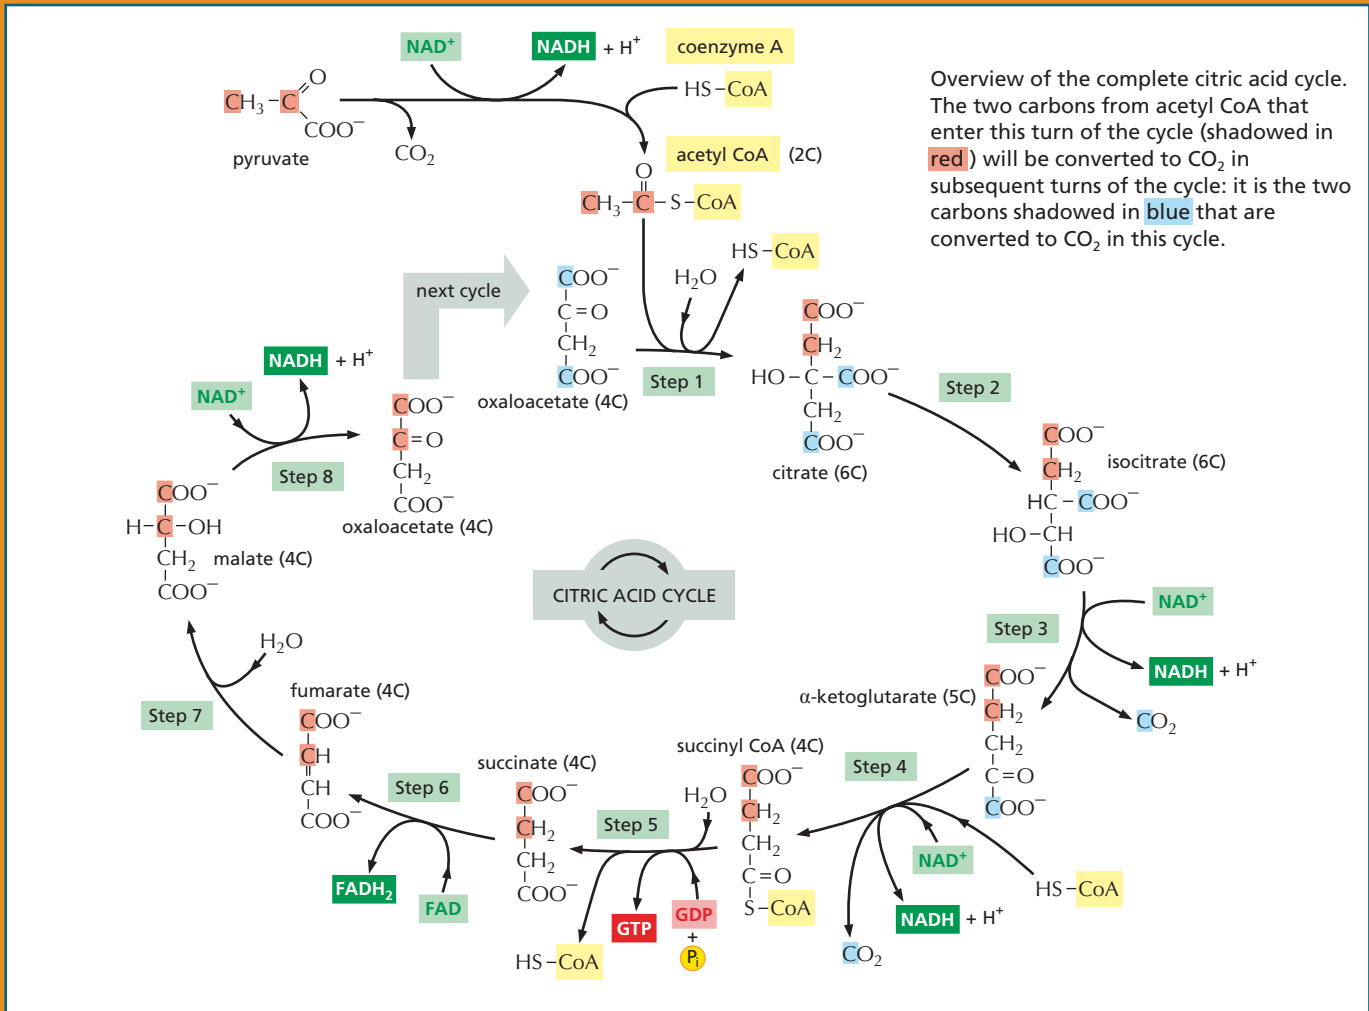 NAD⁺
NADH + H⁺
coenzyme A
HS–CoA
CH₃–C
O
COO⁻
pyruvate
CO₂
acetyl CoA (2C)
O
CH₃–C–S–CoA
Overview of the complete citric acid cycle.
The two carbons from acetyl CoA that
enter this turn of the cycle (shadowed in
red ) will be converted to CO₂ in
subsequent turns of the cycle: it is the two
carbons shadowed in blue that are
converted to CO₂ in this cycle.
next cycle
COO⁻
C=O
CH₂
COO⁻
oxaloacetate (4C)
H₂O
HS–CoA
Step 1
COO⁻
CH₂
HO–C–COO⁻
CH₂
COO⁻
citrate (6C)
Step 2
COO⁻
CH₂
HC–COO⁻
HO–CH
COO⁻
isocitrate (6C)
Step 3
NAD⁺
NADH + H⁺
CO₂
α-ketoglutarate (5C)
COO⁻
CH₂
CH₂
C=O
COO⁻
Step 4
NAD⁺
HS–CoA
NADH + H⁺
CO₂
succinyl CoA (4C)
COO⁻
CH₂
CH₂
C=O
S–CoA
H₂O
Step 5
GDP
+
Pᵢ
GTP
HS–CoA
succinate (4C)
COO⁻
CH₂
CH₂
COO⁻
Step 6
FAD
FADH₂
fumarate (4C)
COO⁻
CH
CH
COO⁻
Step 7
H₂O
malate (4C)
COO⁻
H–C–OH
CH₂
COO⁻
Step 8
NAD⁺
NADH + H⁺
COO⁻
C=O
CH₂
COO⁻
oxaloacetate (4C)
CITRIC ACID CYCLE